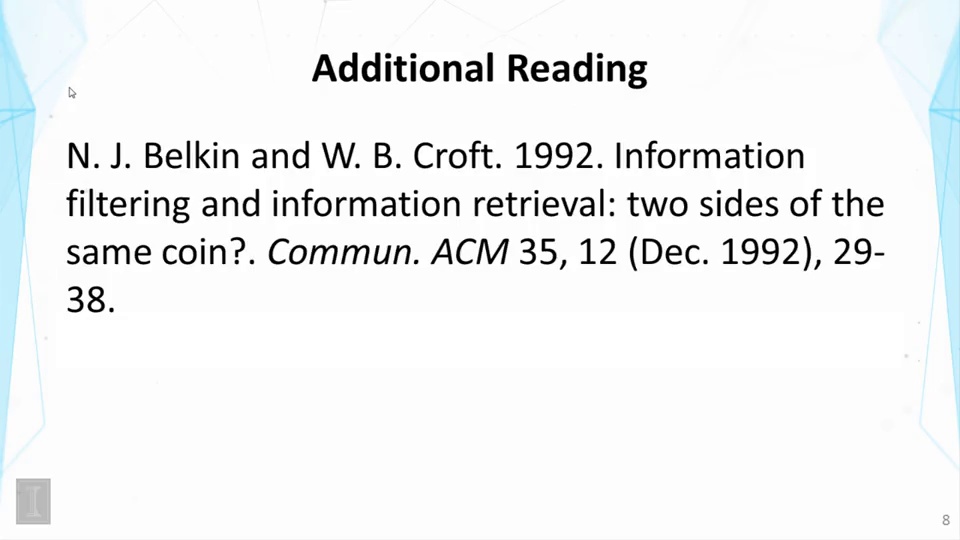 Additional Reading
N. J. Belkin and W. B. Croft. 1992. Information
filtering and information retrieval: two sides of the
same coin?. Commun. ACM 35, 12 (Dec. 1992), 29-
38.
I
8